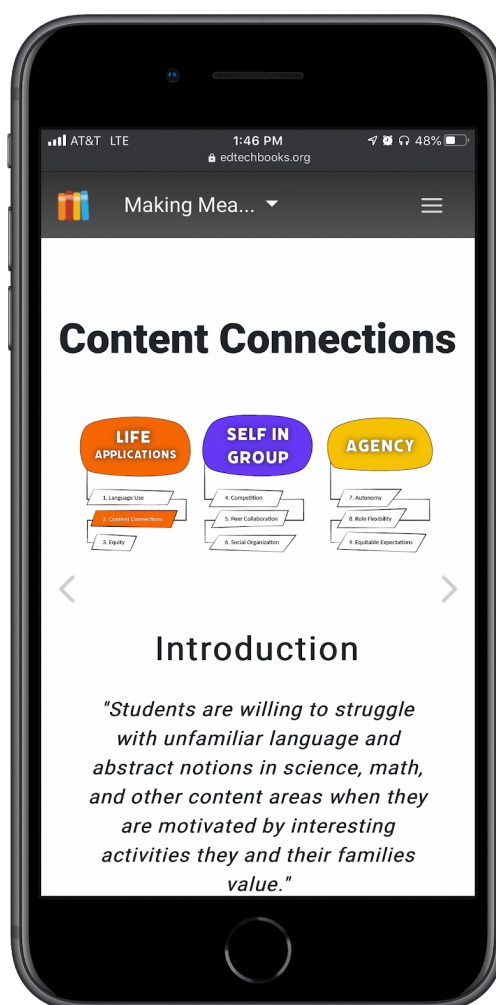 AT&T LTE 1:46 PM 48%
edtechbooks.org
Making Mea...
Content Connections
LIFE
APPLICATIONS
1. Language Use
2. Content Connections
3. Equity
SELF IN
GROUP
4. Competition
5. Peer Collaboration
6. Social Organization
AGENCY
7. Autonomy
8. Role Flexibility
9. Equitable Expectations
Introduction
"Students are willing to struggle
with unfamiliar language and
abstract notions in science, math,
and other content areas when they
are motivated by interesting
activities they and their families
value."